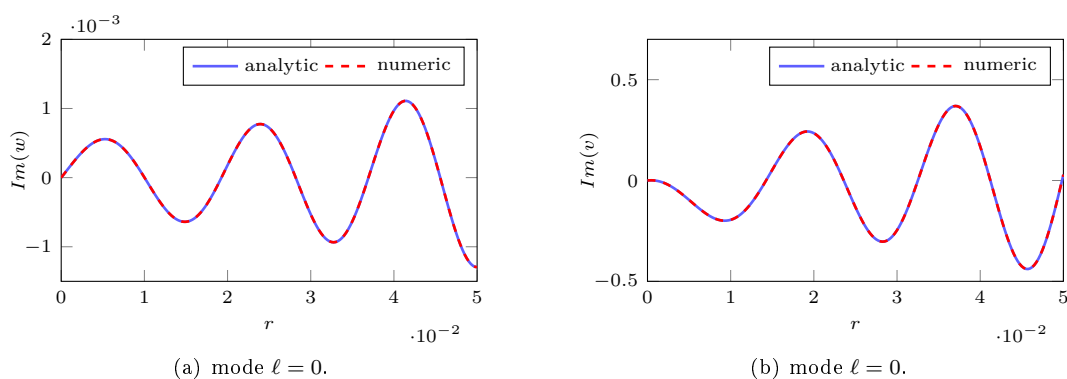 ·10⁻³
2
1
0
−1
Im(w)
analytic numeric
0 1 2 3 4 5
r
·10⁻²
(a) mode ℓ = 0.
0.5
0
−0.5
Im(v)
analytic numeric
0 1 2 3 4 5
r
·10⁻²
(b) mode ℓ = 0.